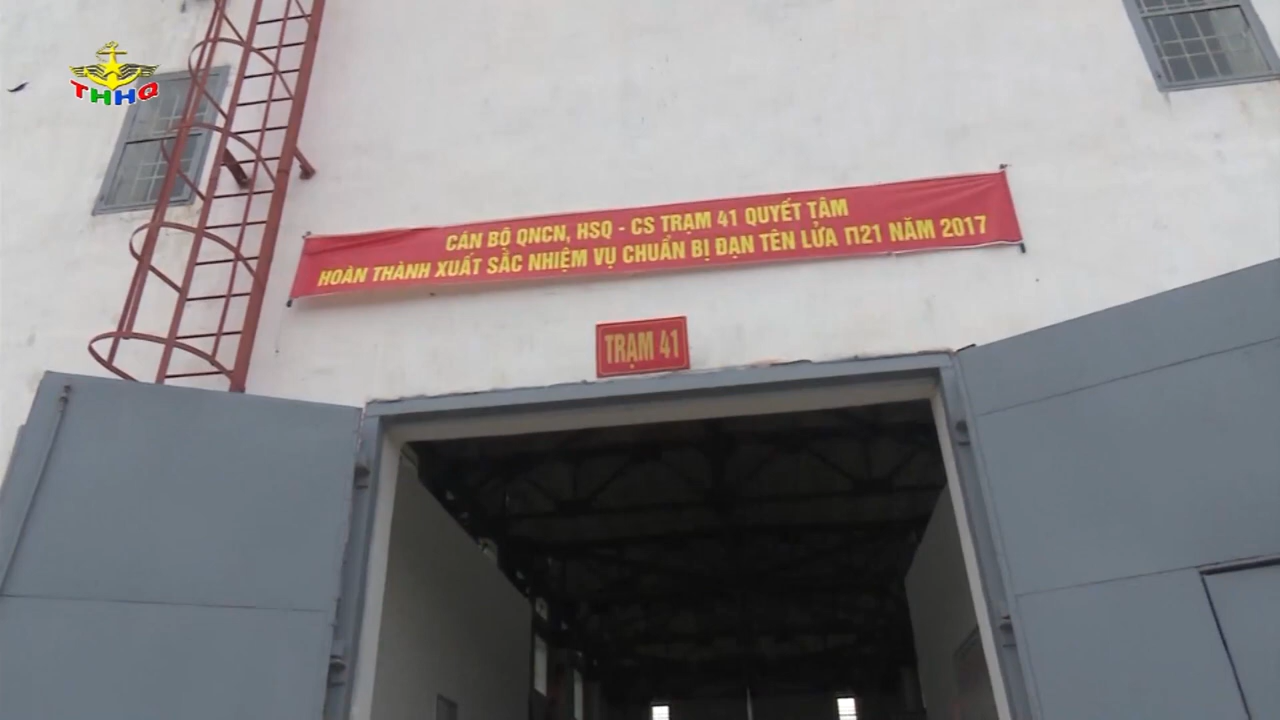 THHQ
CÁN BỘ QNCN, HSQ - CS TRẠM 41 QUYẾT TÂM
HOÀN THÀNH XUẤT SẮC NHIỆM VỤ CHUẨN BỊ ĐẠN TÊN LỬA П21 NĂM 2017
TRẠM 41